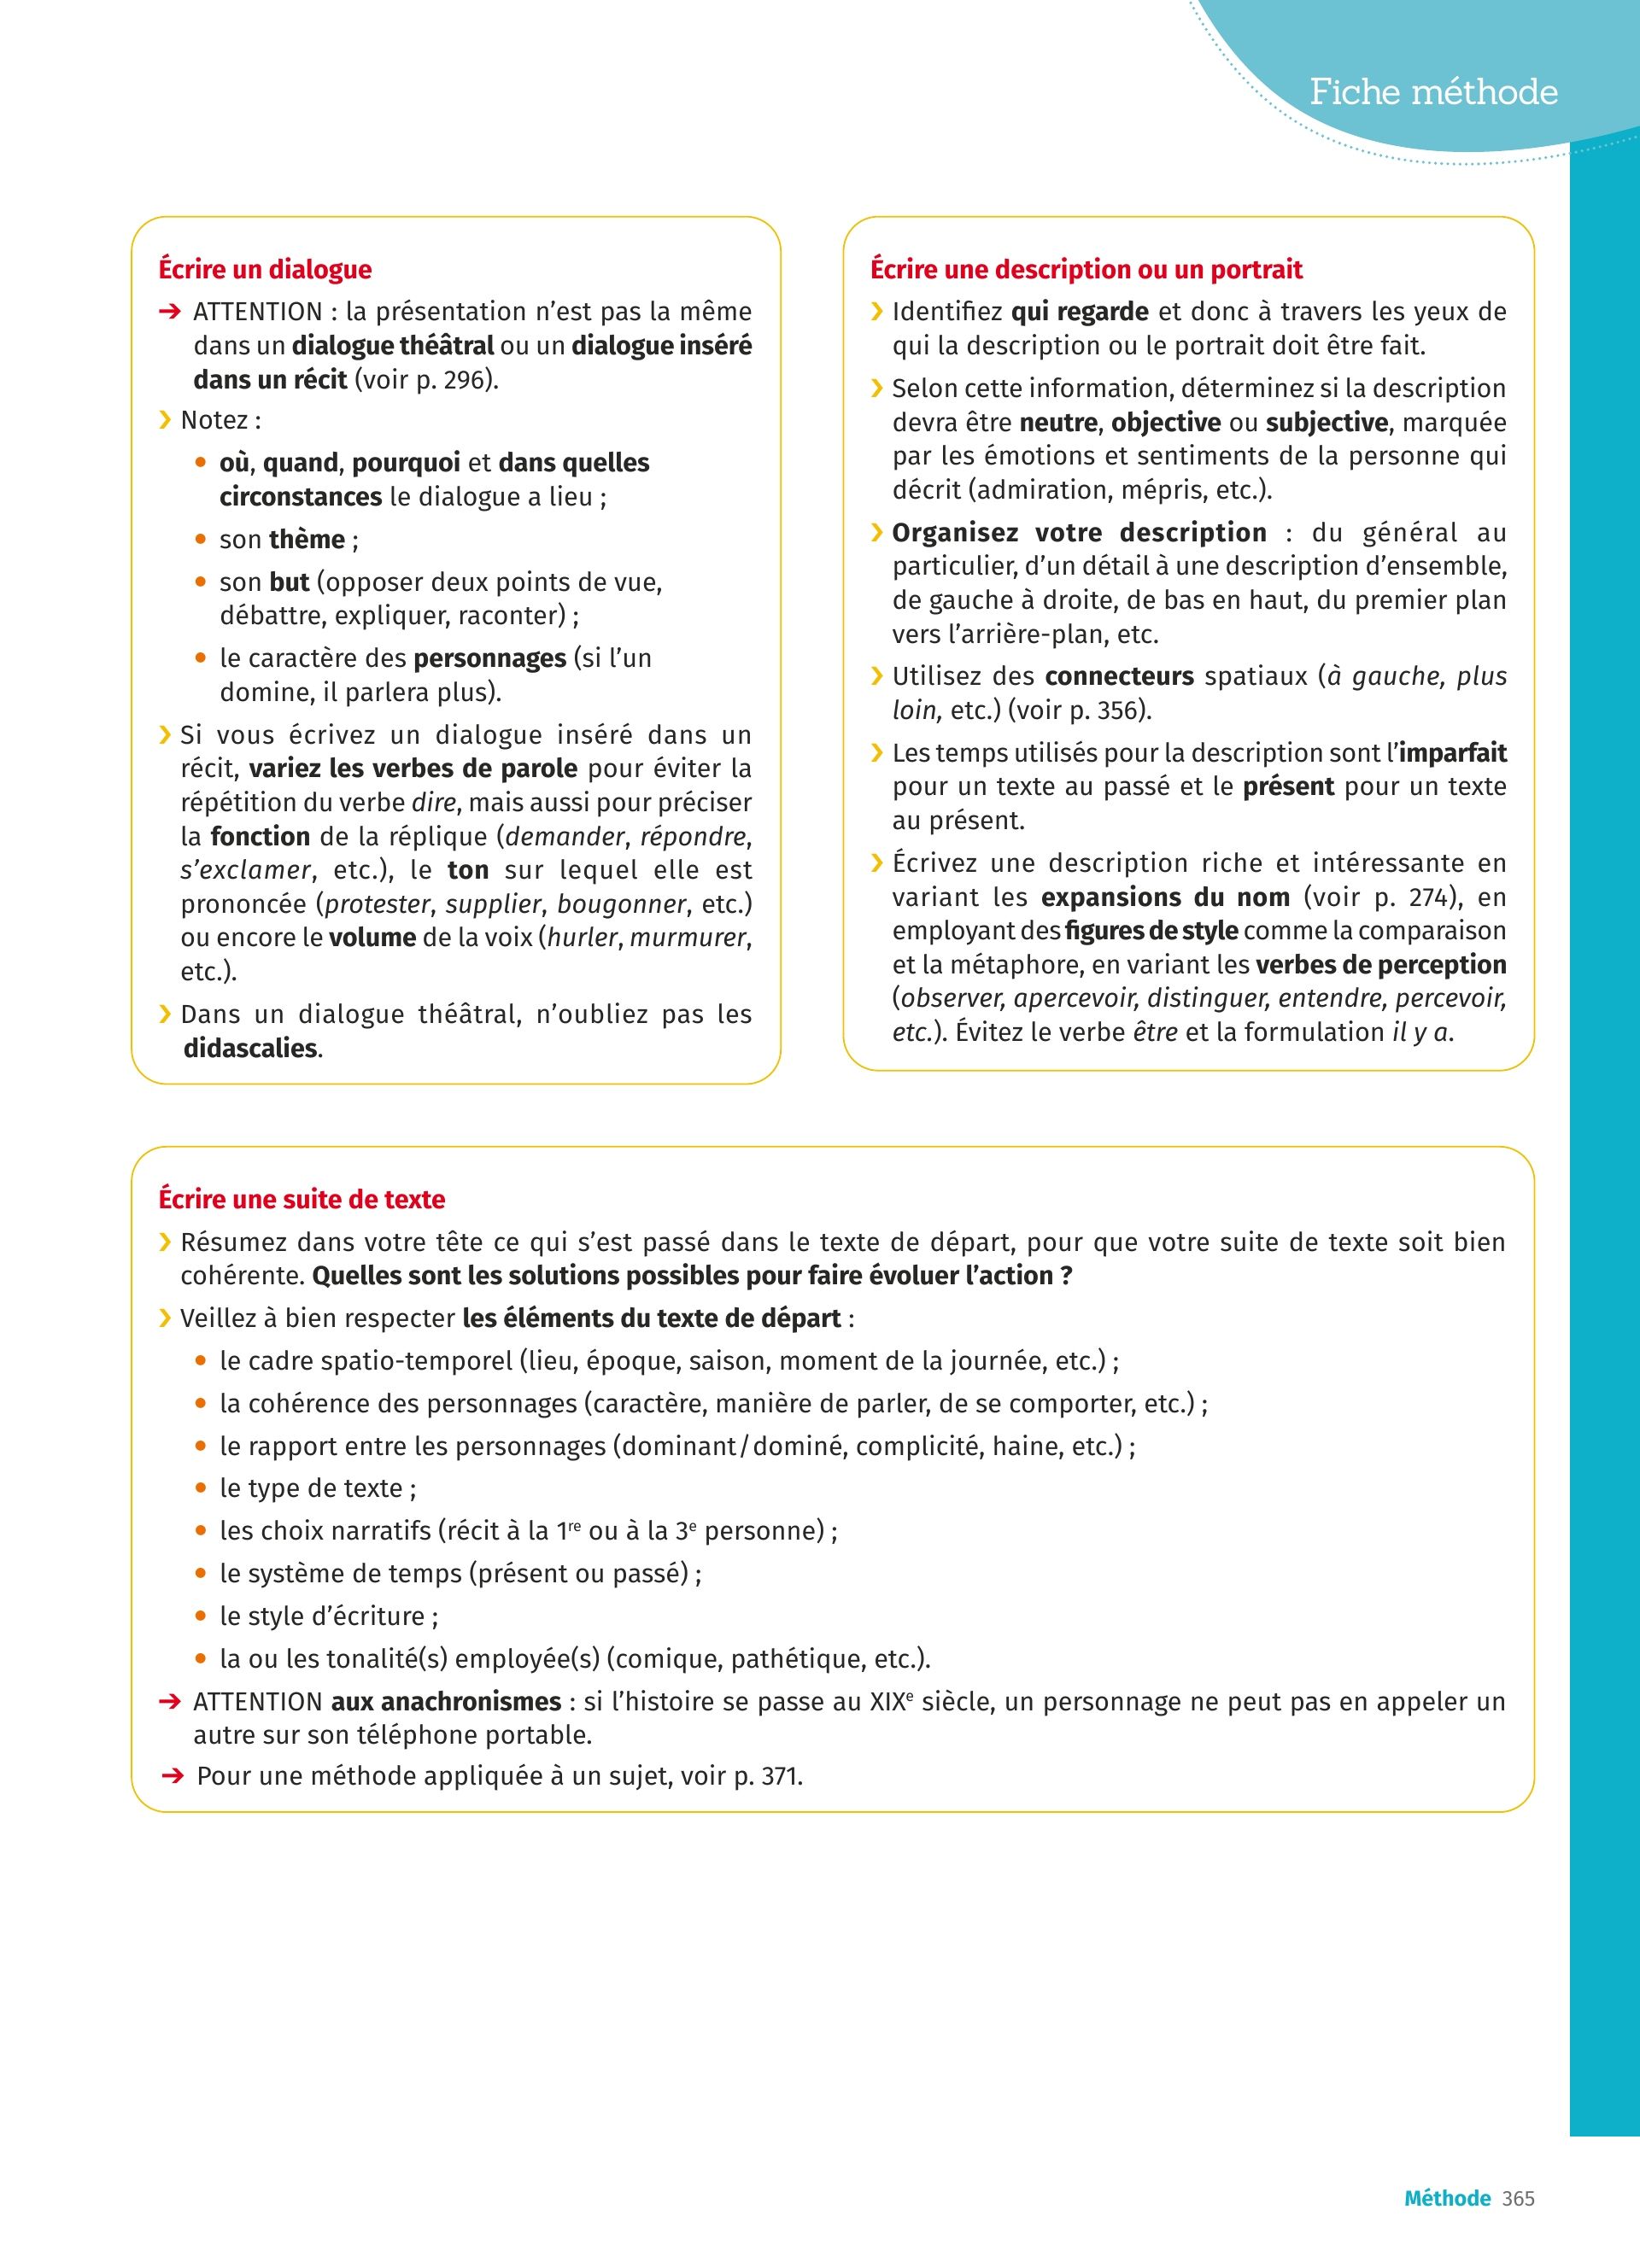 Fiche méthode
Écrire un dialogue
➔ ATTENTION : la présentation n’est pas la même
dans un dialogue théâtral ou un dialogue inséré
dans un récit (voir p. 296).
❯ Notez :
• où, quand, pourquoi et dans quelles
circonstances le dialogue a lieu ;
• son thème ;
• son but (opposer deux points de vue,
débattre, expliquer, raconter) ;
• le caractère des personnages (si l’un
domine, il parlera plus).
❯ Si vous écrivez un dialogue inséré dans un
récit, variez les verbes de parole pour éviter la
répétition du verbe dire, mais aussi pour préciser
la fonction de la réplique (demander, répondre,
s’exclamer, etc.), le ton sur lequel elle est
prononcée (protester, supplier, bougonner, etc.)
ou encore le volume de la voix (hurler, murmurer,
etc.).
❯ Dans un dialogue théâtral, n’oubliez pas les
didascalies.
Écrire une description ou un portrait
❯ Identifiez qui regarde et donc à travers les yeux de
qui la description ou le portrait doit être fait.
❯ Selon cette information, déterminez si la description
devra être neutre, objective ou subjective, marquée
par les émotions et sentiments de la personne qui
décrit (admiration, mépris, etc.).
❯ Organisez votre description : du général au
particulier, d’un détail à une description d’ensemble,
de gauche à droite, de bas en haut, du premier plan
vers l’arrière-plan, etc.
❯ Utilisez des connecteurs spatiaux (à gauche, plus
loin, etc.) (voir p. 356).
❯ Les temps utilisés pour la description sont l’imparfait
pour un texte au passé et le présent pour un texte
au présent.
❯ Écrivez une description riche et intéressante en
variant les expansions du nom (voir p. 274), en
employant des figures de style comme la comparaison
et la métaphore, en variant les verbes de perception
(observer, apercevoir, distinguer, entendre, percevoir,
etc.). Évitez le verbe être et la formulation il y a.
Écrire une suite de texte
❯ Résumez dans votre tête ce qui s’est passé dans le texte de départ, pour que votre suite de texte soit bien
cohérente. Quelles sont les solutions possibles pour faire évoluer l’action ?
❯ Veillez à bien respecter les éléments du texte de départ :
• le cadre spatio-temporel (lieu, époque, saison, moment de la journée, etc.) ;
• la cohérence des personnages (caractère, manière de parler, de se comporter, etc.) ;
• le rapport entre les personnages (dominant/dominé, complicité, haine, etc.) ;
• le type de texte ;
• les choix narratifs (récit à la 1re ou à la 3e personne) ;
• le système de temps (présent ou passé) ;
• le style d’écriture ;
• la ou les tonalité(s) employée(s) (comique, pathétique, etc.).
➔ ATTENTION aux anachronismes : si l’histoire se passe au XIXe siècle, un personnage ne peut pas en appeler un
autre sur son téléphone portable.
➔ Pour une méthode appliquée à un sujet, voir p. 371.
Méthode 365